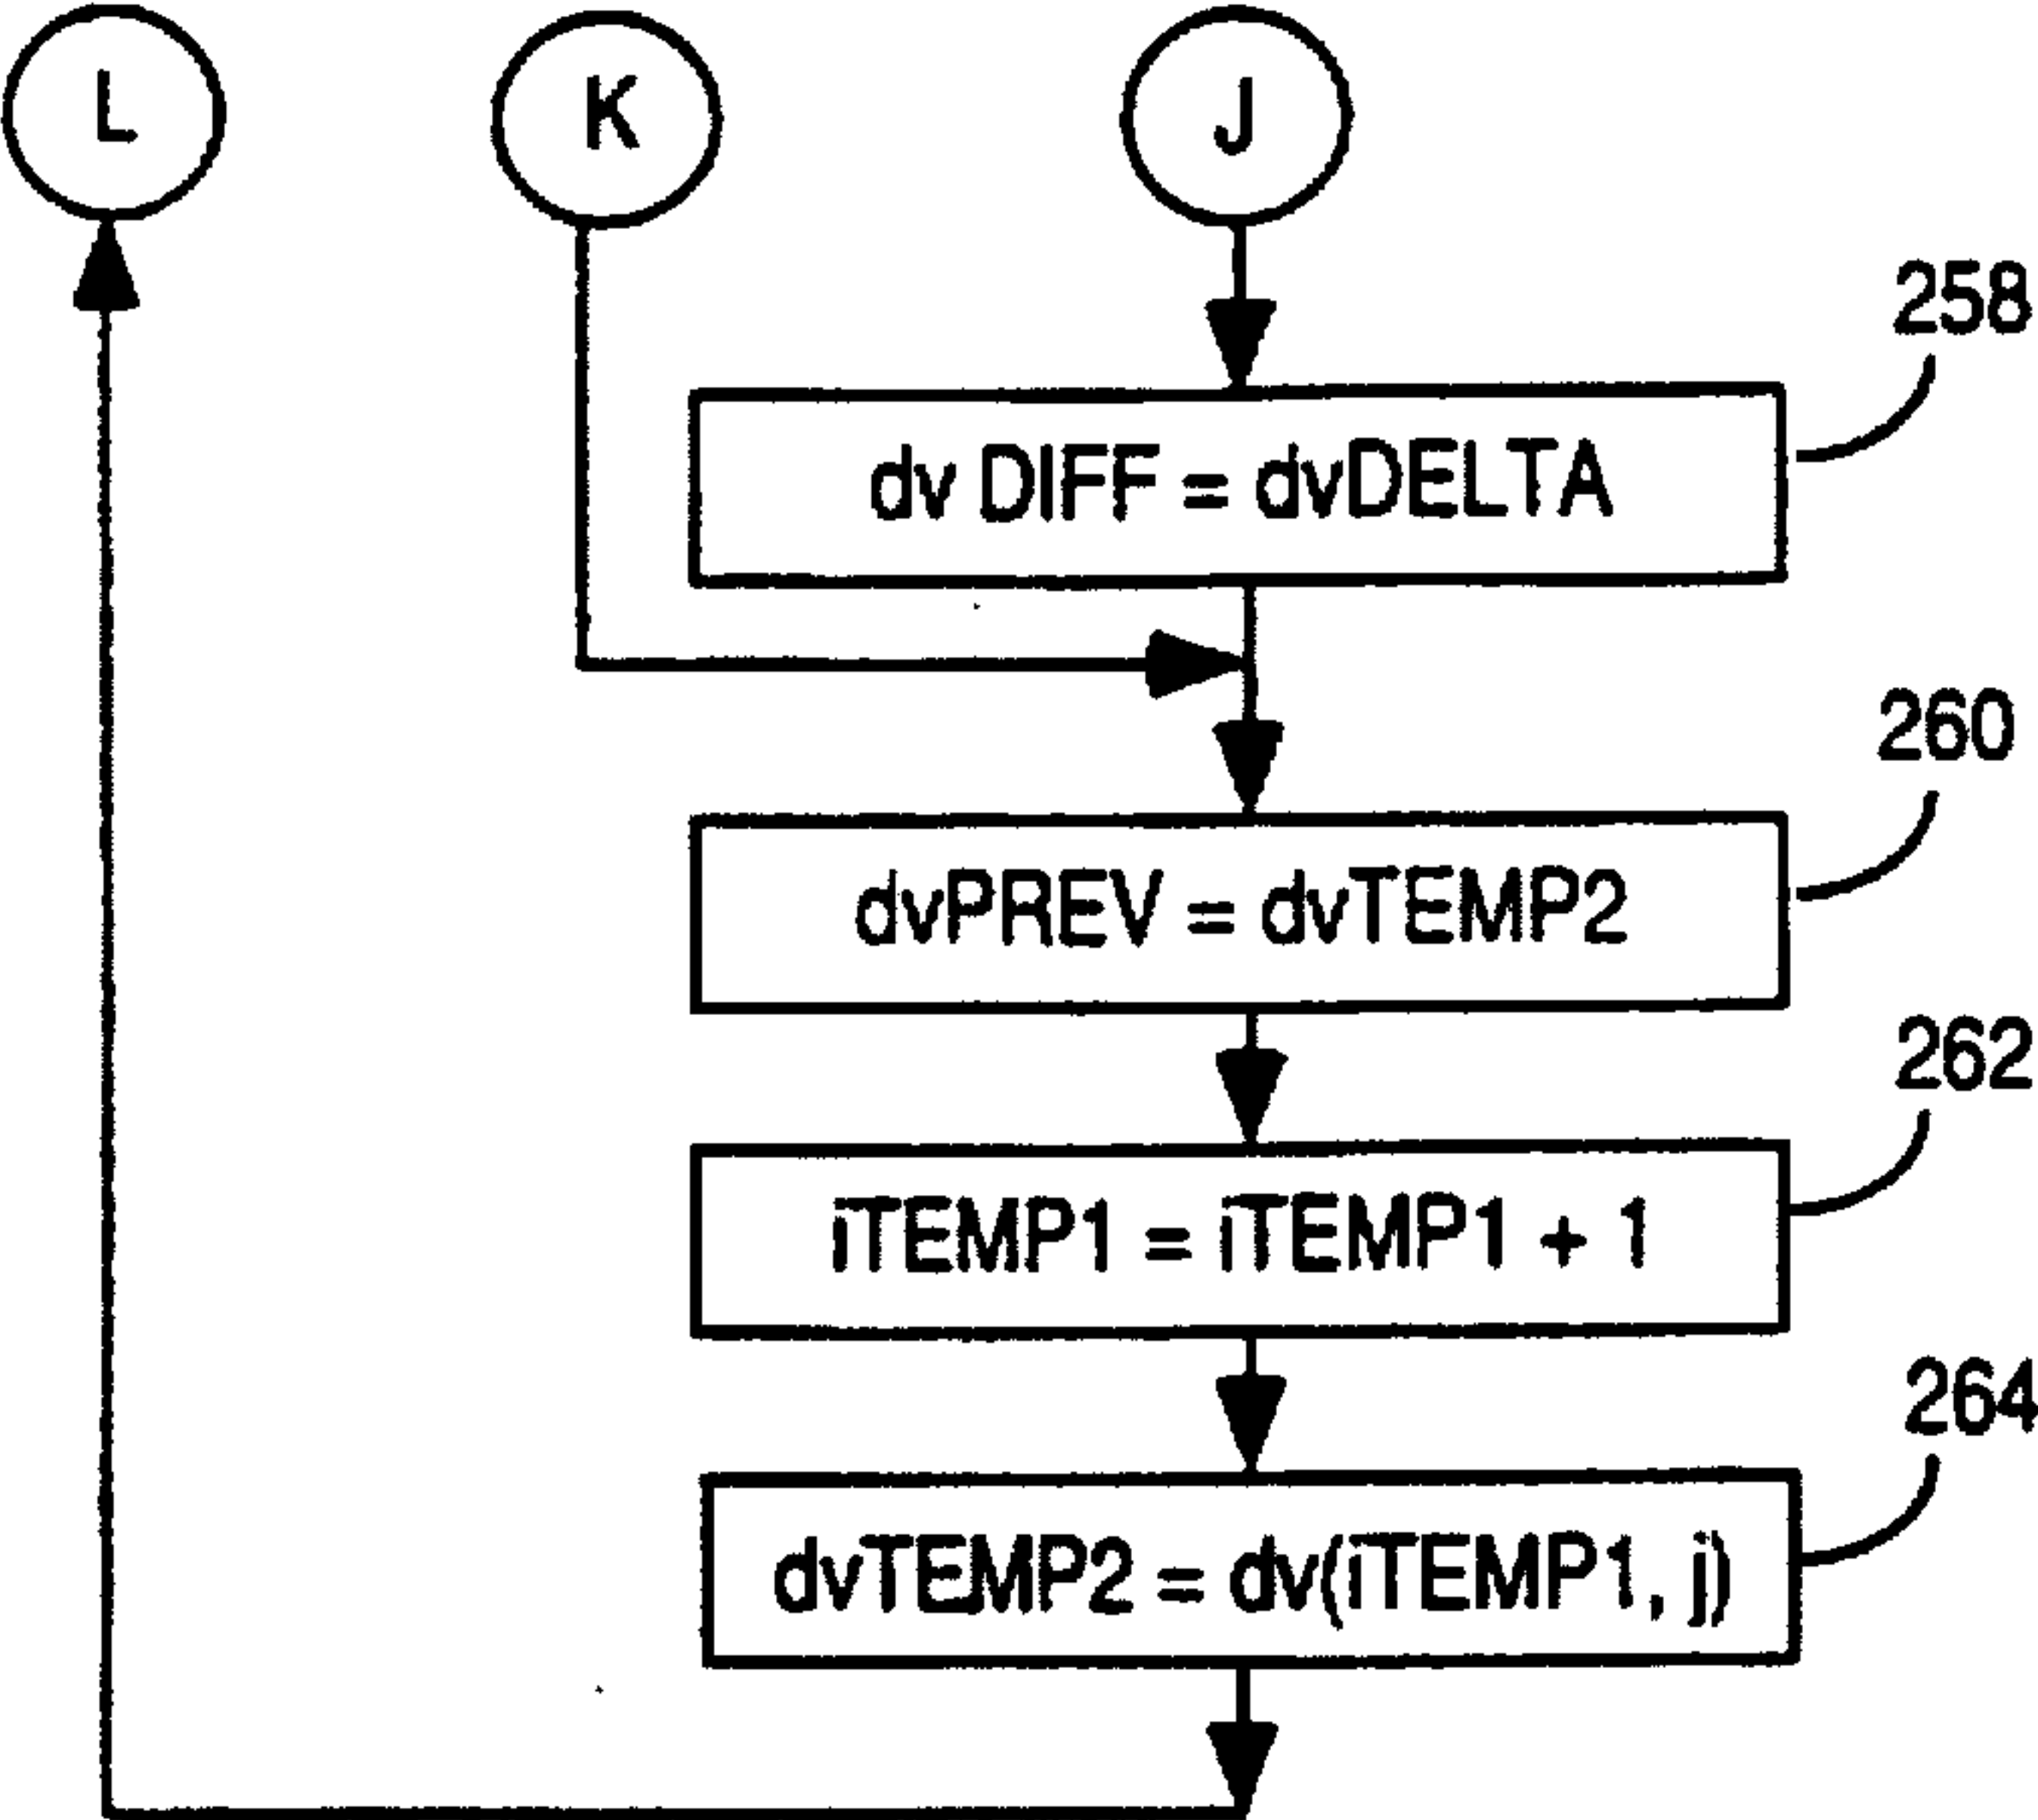 L
K
J
258
dv DIFF = dvDELTA
260
dvPREV = dvTEMP2
262
iTEMP1 = iTEMP1 + 1
264
dvTEMP2 = dv(iTEMP1, j)